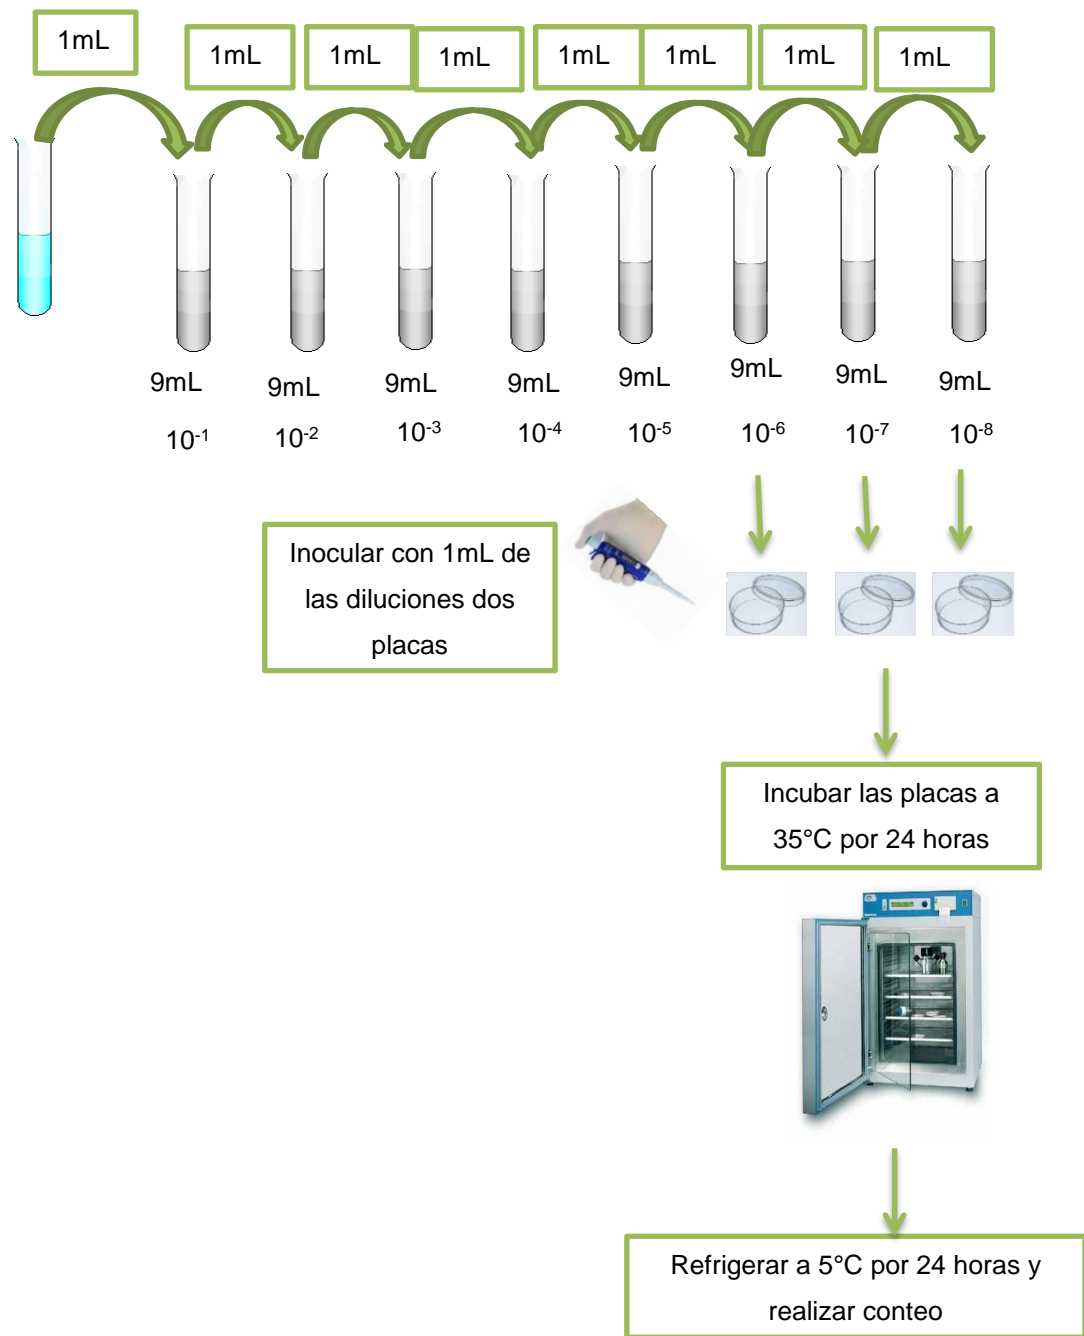 1mL
1mL
1mL
1mL
1mL
1mL
1mL
1mL
9mL
9mL
9mL
9mL
9mL
9mL
9mL
9mL
10-1
10-2
10-3
10-4
10-5
10-6
10-7
10-8
Inocular con 1mL de
las diluciones dos
placas
Incubar las placas a
35°C por 24 horas
Refrigerar a 5°C por 24 horas y
realizar conteo